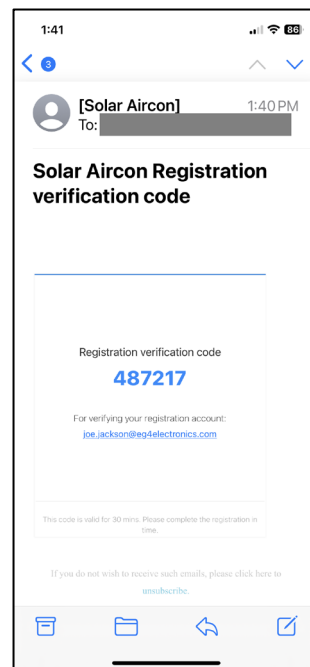 1:41
86
3
[Solar Aircon]
1:40 PM
To:
Solar Aircon Registration
verification code
Registration verification code
487217
For verifying your registration account:
joe.jackson@eg4electronics.com
This code is valid for 30 mins. Please complete the registration in
time.
If you do not wish to receive such emails, please click here to
unsubscribe.